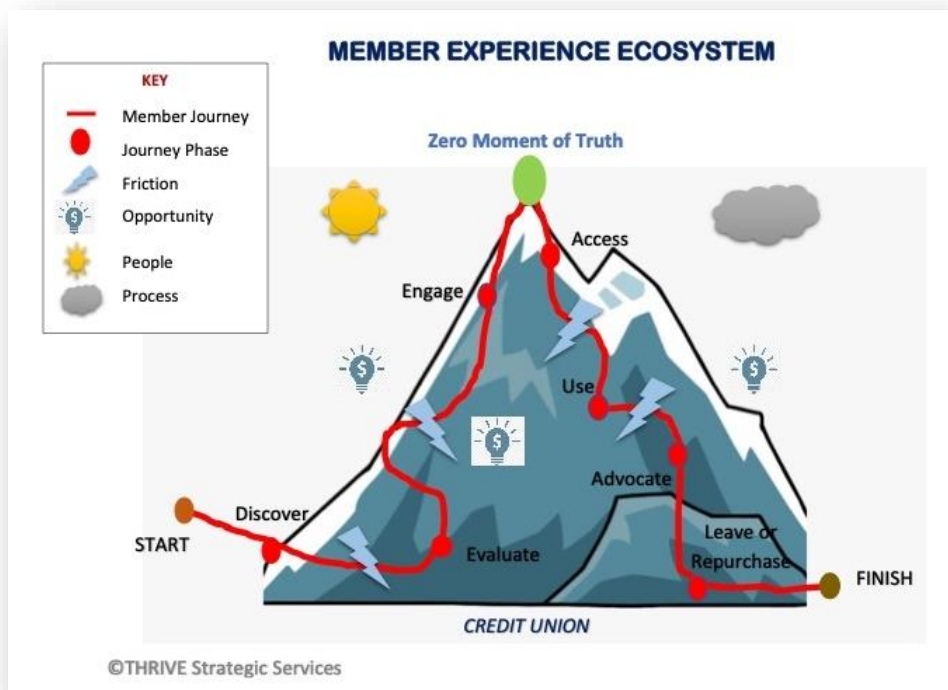 MEMBER EXPERIENCE ECOSYSTEM
KEY
Member Journey
Journey Phase
Friction
Opportunity
People
Process
Zero Moment of Truth
Access
Engage
Use
Advocate
Discover
START
Evaluate
Leave or
Repurchase
FINISH
CREDIT UNION
©THRIVE Strategic Services